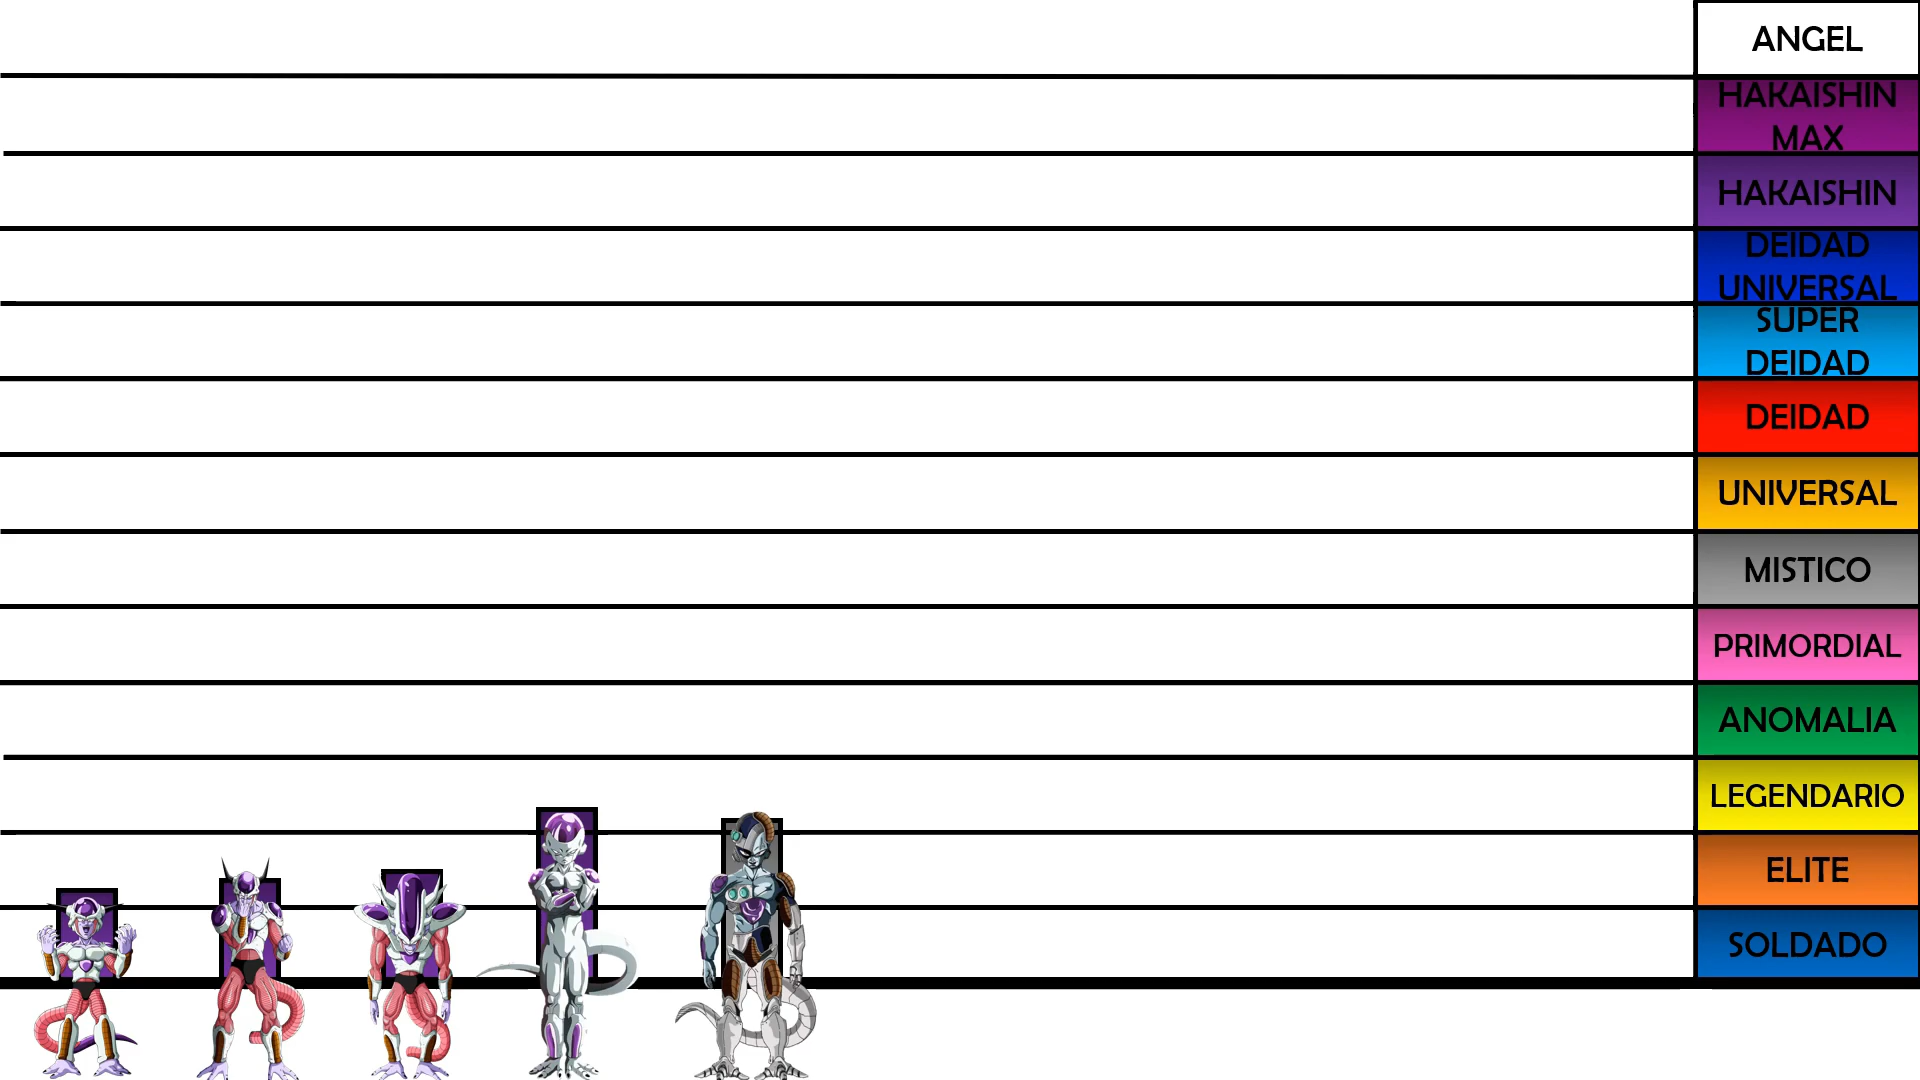 ANGEL
HAKAISHIN
MAX
HAKAISHIN
DEIDAD
UNIVERSAL
SUPER
DEIDAD
DEIDAD
UNIVERSAL
MISTICO
PRIMORDIAL
ANOMALIA
LEGENDARIO
ELITE
SOLDADO